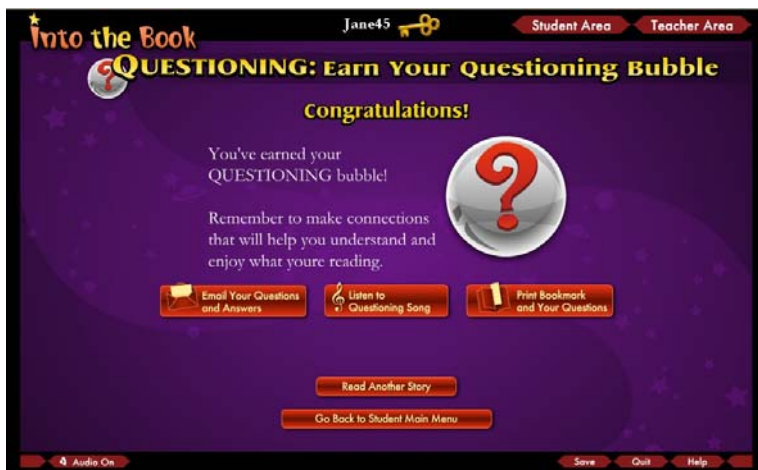 Into the Book
Jane45
Student Area
Teacher Area
QUESTIONING: Earn Your Questioning Bubble
Congratulations!
You've earned your
QUESTIONING bubble!
Remember to make connections
that will help you understand and
enjoy what youre reading.
?
Email Your Questions
and Answers
Listen to
Questioning Song
Print Bookmark
and Your Questions
Read Another Story
Go Back to Student Main Menu
4 Audio On
Save
Quit
Help